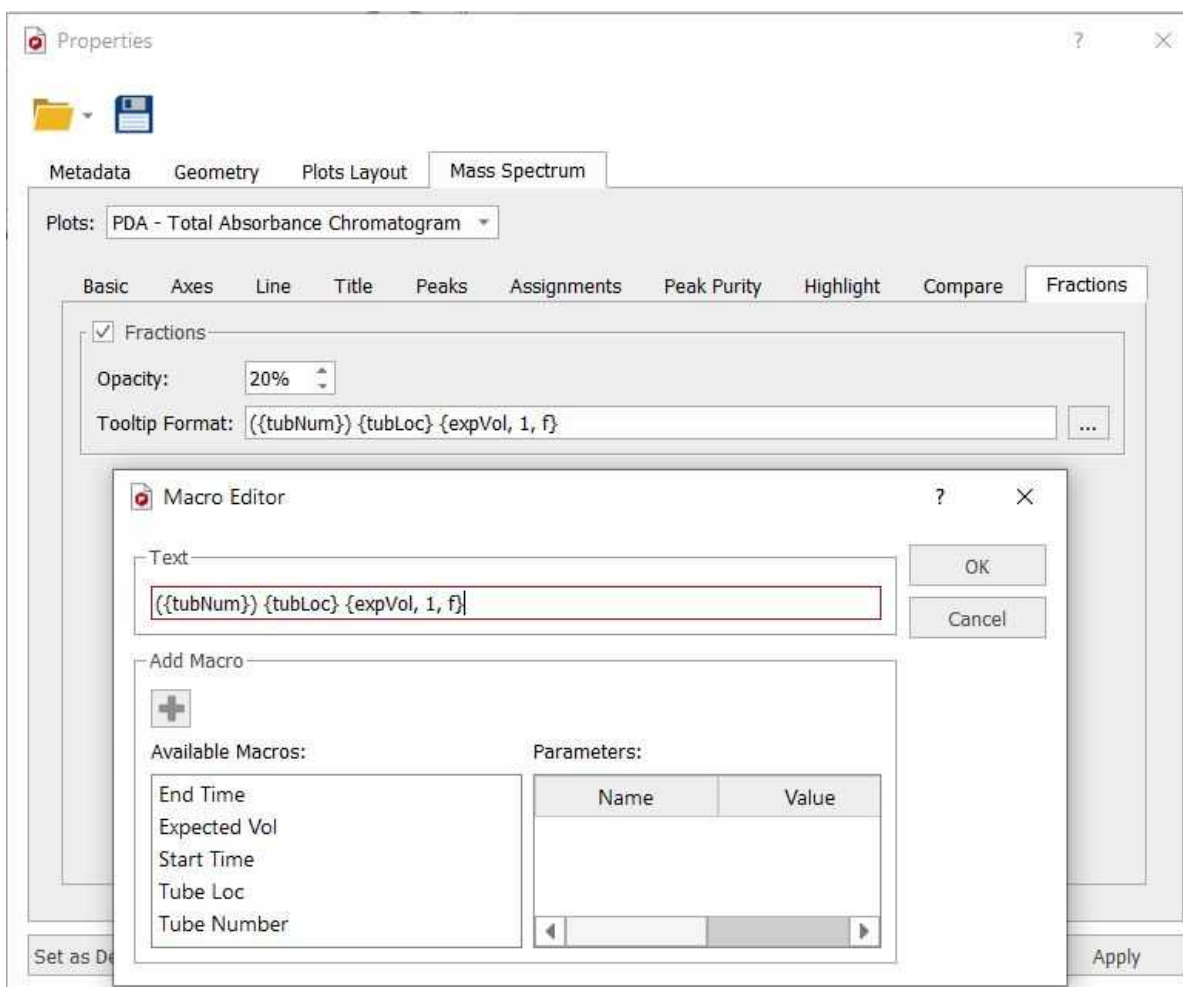 Properties
?
Metadata Geometry Plots Layout Mass Spectrum
Plots: PDA - Total Absorbance Chromatogram
Basic Axes Line Title Peaks Assignments Peak Purity Highlight Compare Fractions
Fractions
Opacity: 20%
Tooltip Format: ({tubNum}) {tubLoc} {expVol, 1, f} ...
Macro Editor ?
Text
({tubNum}) {tubLoc} {expVol, 1, f}
OK
Cancel
Add Macro
Available Macros: Parameters:
End Time
Expected Vol
Start Time
Tube Loc
Tube Number
Name Value
Set as De
Apply